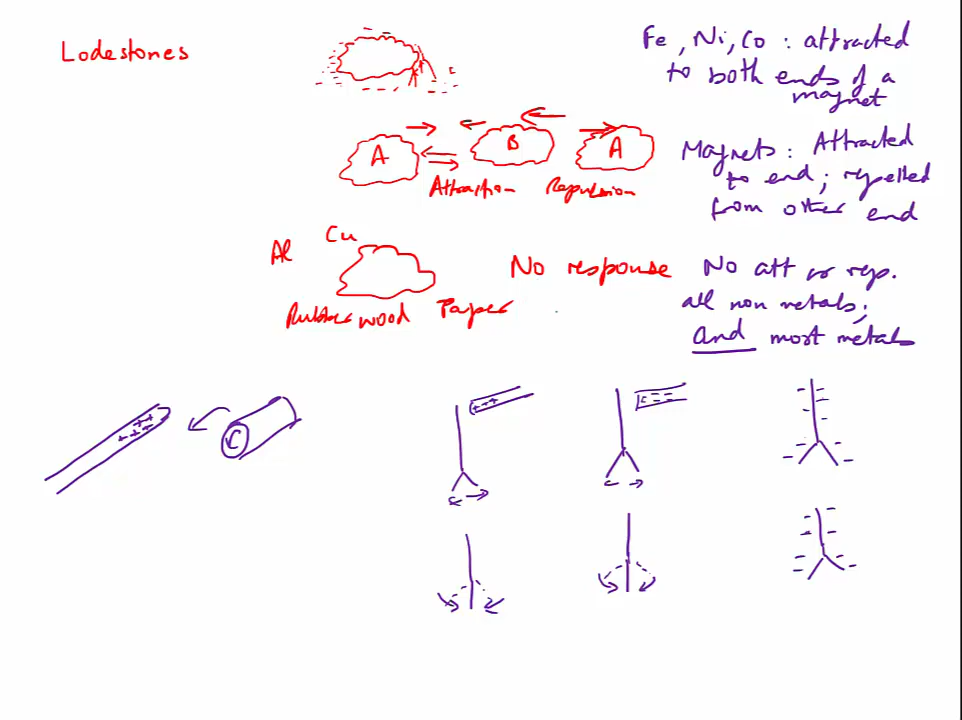 Lodestones
Fe, Ni, Co : attracted
to both ends of a
magnet
A
B
A
Attraction
Repulsion
Magnets : Attracted
to end; repelled
from other end
Al
Cu
Rubber wood Paper
No response
No att or rep.
all non metals;
and most metals
+++
+++
C
+++
- - -